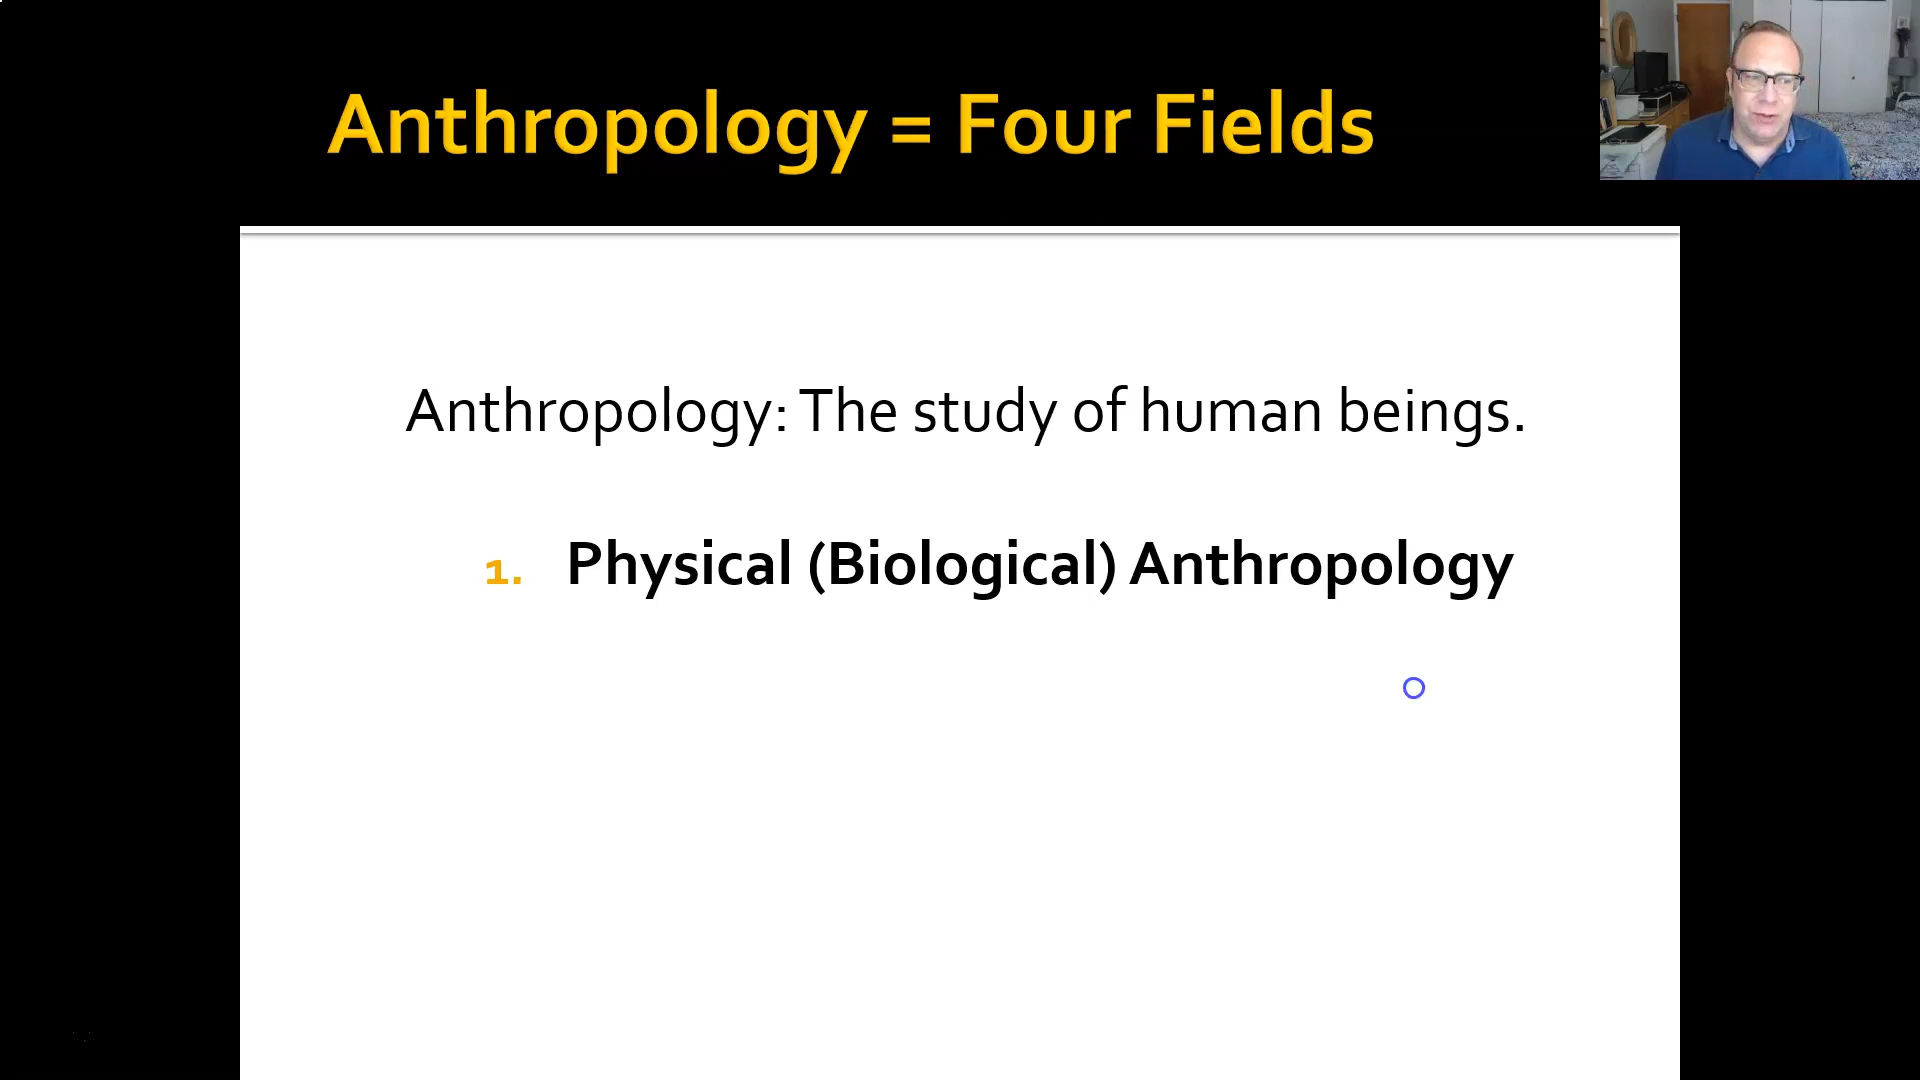 Anthropology = Four Fields
Anthropology: The study of human beings.
1. Physical (Biological) Anthropology